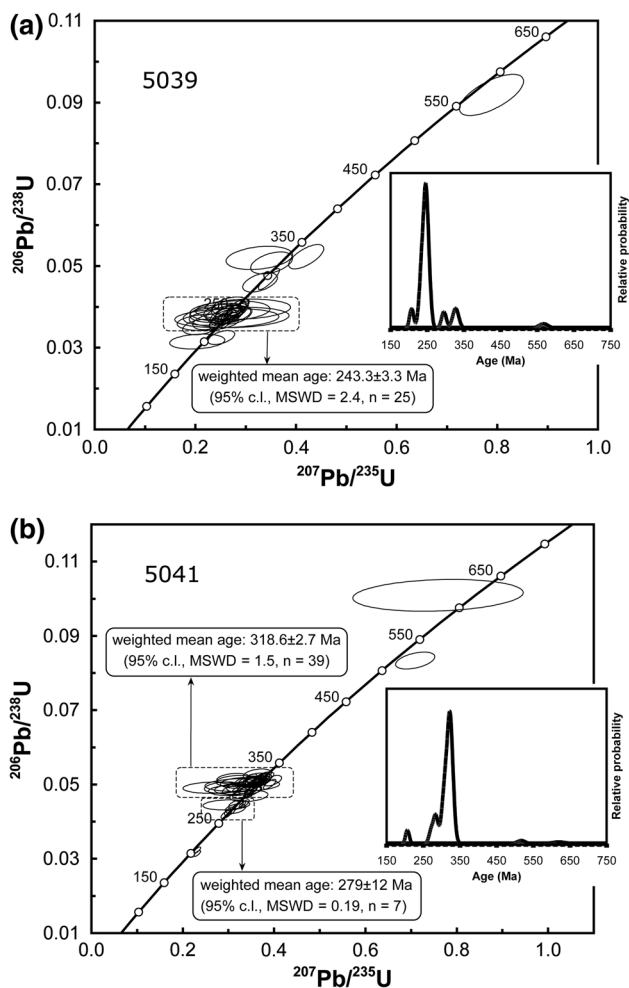 (a)
5039
0.11
0.09
0.07
0.05
0.03
0.01
²⁰⁶Pb/²³⁸U
650
550
450
350
250
150
weighted mean age: 243.3±3.3 Ma
(95% c.l., MSWD = 2.4, n = 25)
Relative probability
150 250 350 450 550 650 750
Age (Ma)
0.0 0.2 0.4 0.6 0.8 1.0
²⁰⁷Pb/²³⁵U
(b)
5041
0.11
0.09
0.07
0.05
0.03
0.01
²⁰⁶Pb/²³⁸U
650
550
450
350
250
150
weighted mean age: 318.6±2.7 Ma
(95% c.l., MSWD = 1.5, n = 39)
weighted mean age: 279±12 Ma
(95% c.l., MSWD = 0.19, n = 7)
Relative probability
150 250 350 450 550 650 750
Age (Ma)
0.0 0.2 0.4 0.6 0.8 1.0
²⁰⁷Pb/²³⁵U